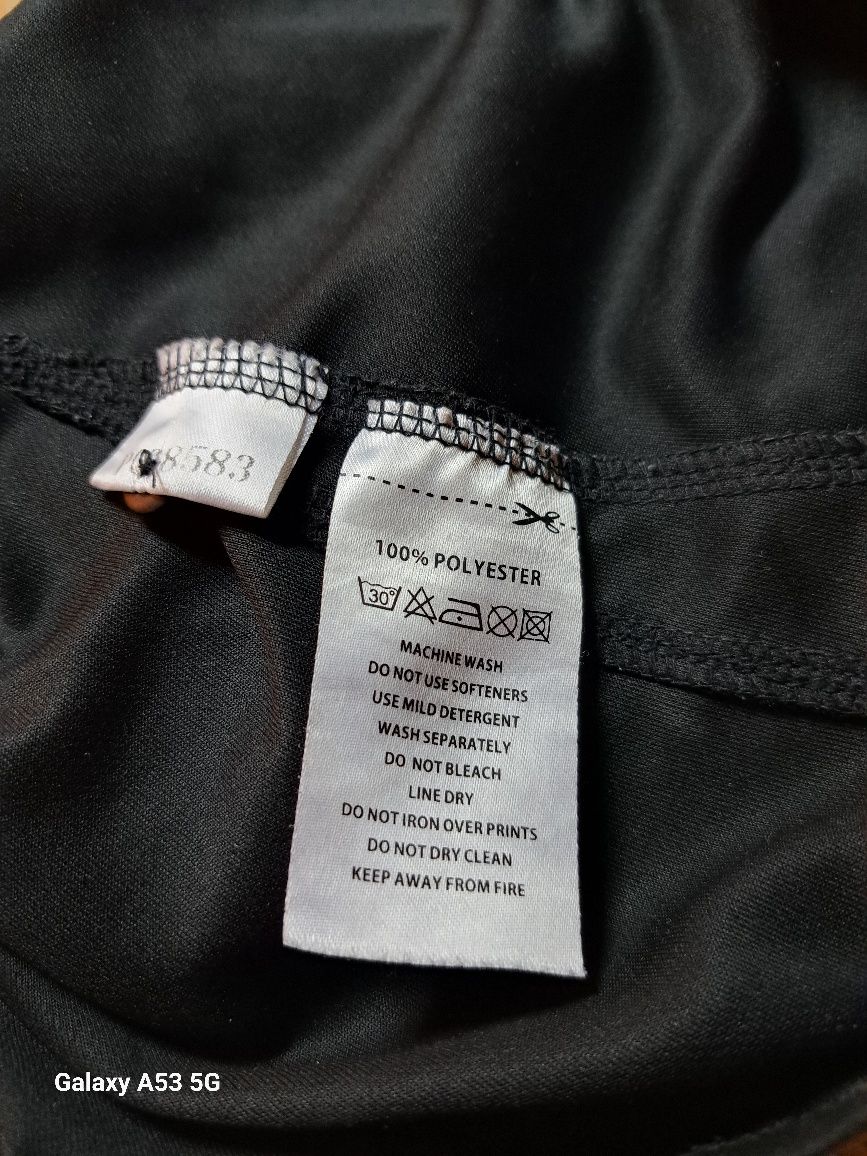 8583
100% POLYESTER
30°
MACHINE WASH
DO NOT USE SOFTENERS
USE MILD DETERGENT
WASH SEPARATELY
DO NOT BLEACH
LINE DRY
DO NOT IRON OVER PRINTS
DO NOT DRY CLEAN
KEEP AWAY FROM FIRE
Galaxy A53 5G